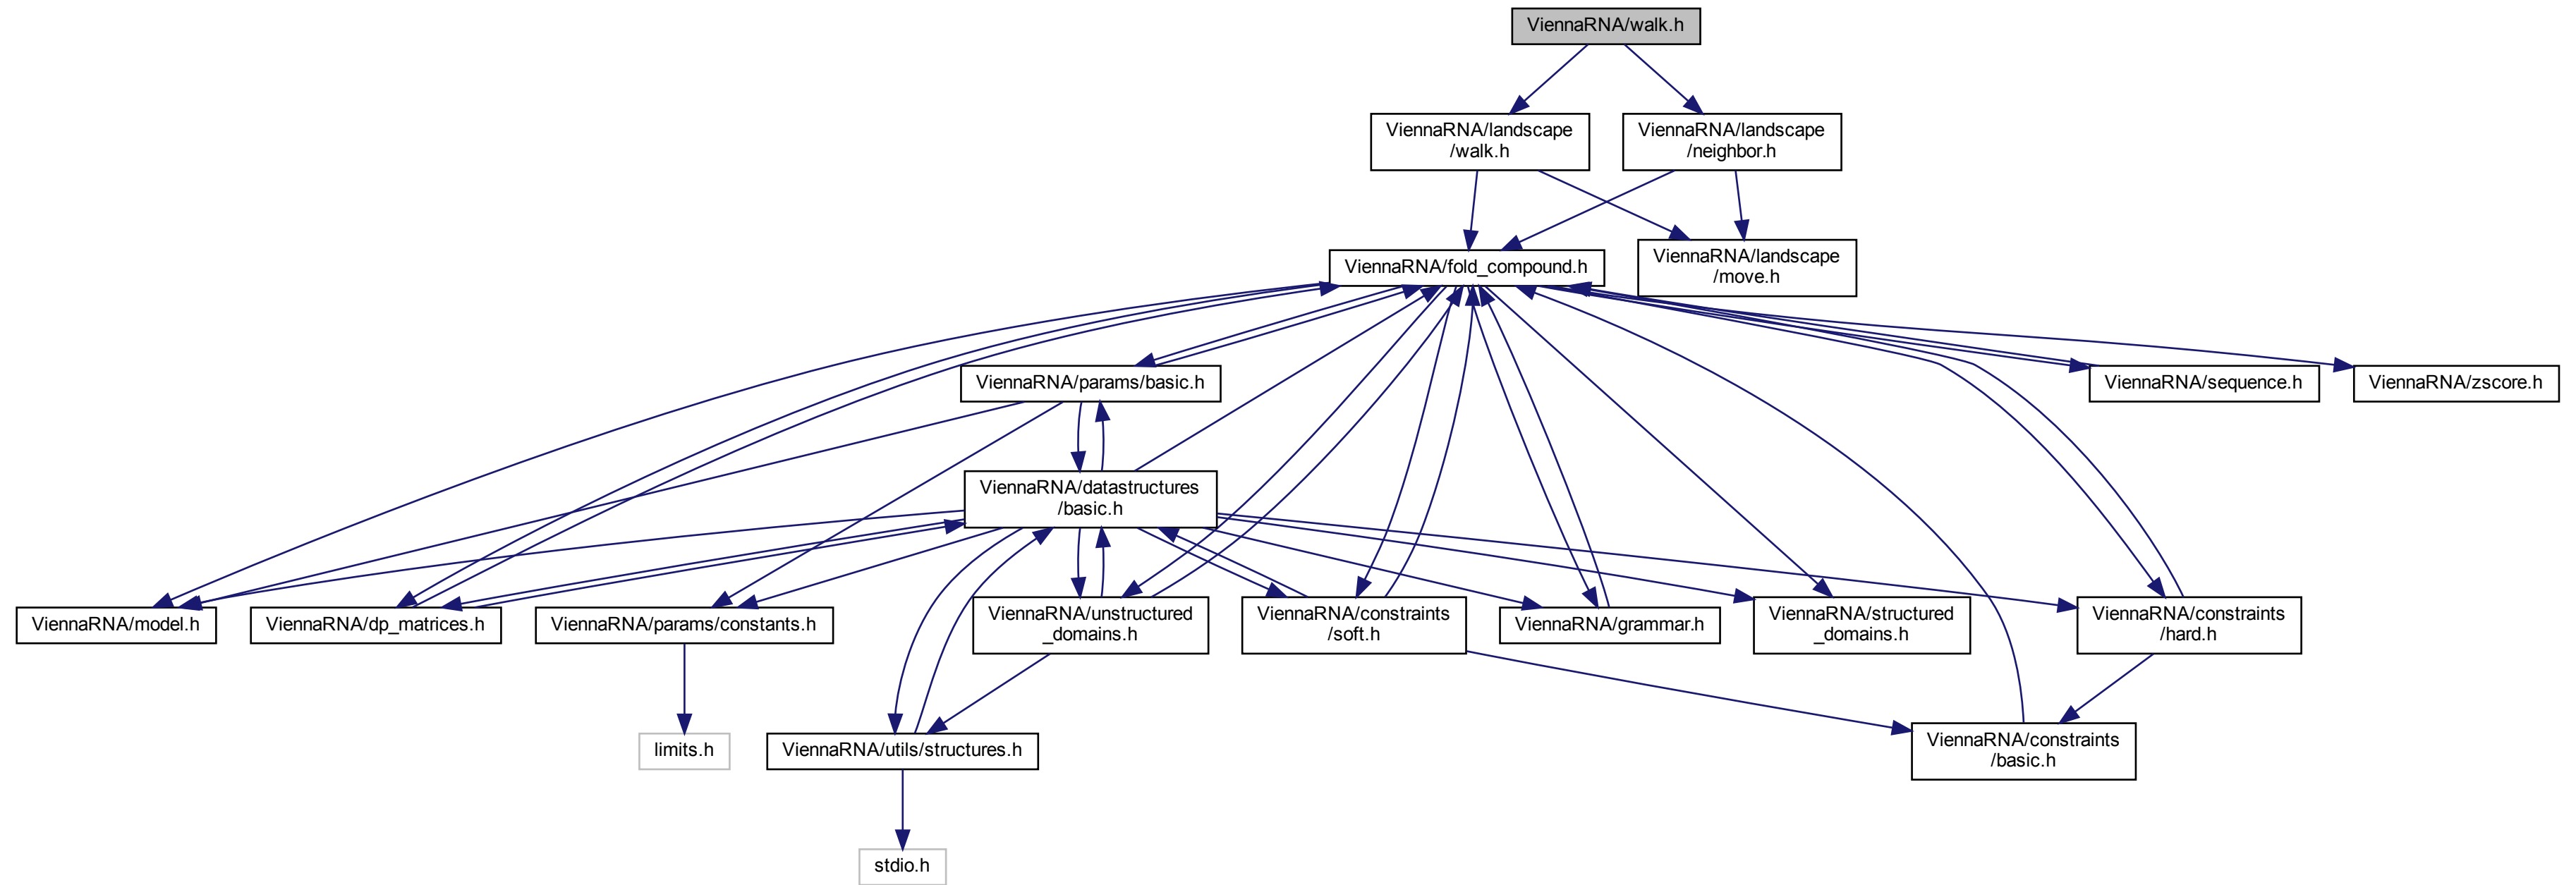 ViennaRNA/walk.h
ViennaRNA/landscape
/walk.h
ViennaRNA/landscape
/neighbor.h
ViennaRNA/fold_compound.h
ViennaRNA/landscape
/move.h
ViennaRNA/params/basic.h
ViennaRNA/sequence.h
ViennaRNA/zscore.h
ViennaRNA/datastructures
/basic.h
ViennaRNA/model.h
ViennaRNA/dp_matrices.h
ViennaRNA/params/constants.h
ViennaRNA/unstructured
_domains.h
ViennaRNA/constraints
/soft.h
ViennaRNA/grammar.h
ViennaRNA/structured
_domains.h
ViennaRNA/constraints
/hard.h
limits.h
ViennaRNA/utils/structures.h
ViennaRNA/constraints
/basic.h
stdio.h